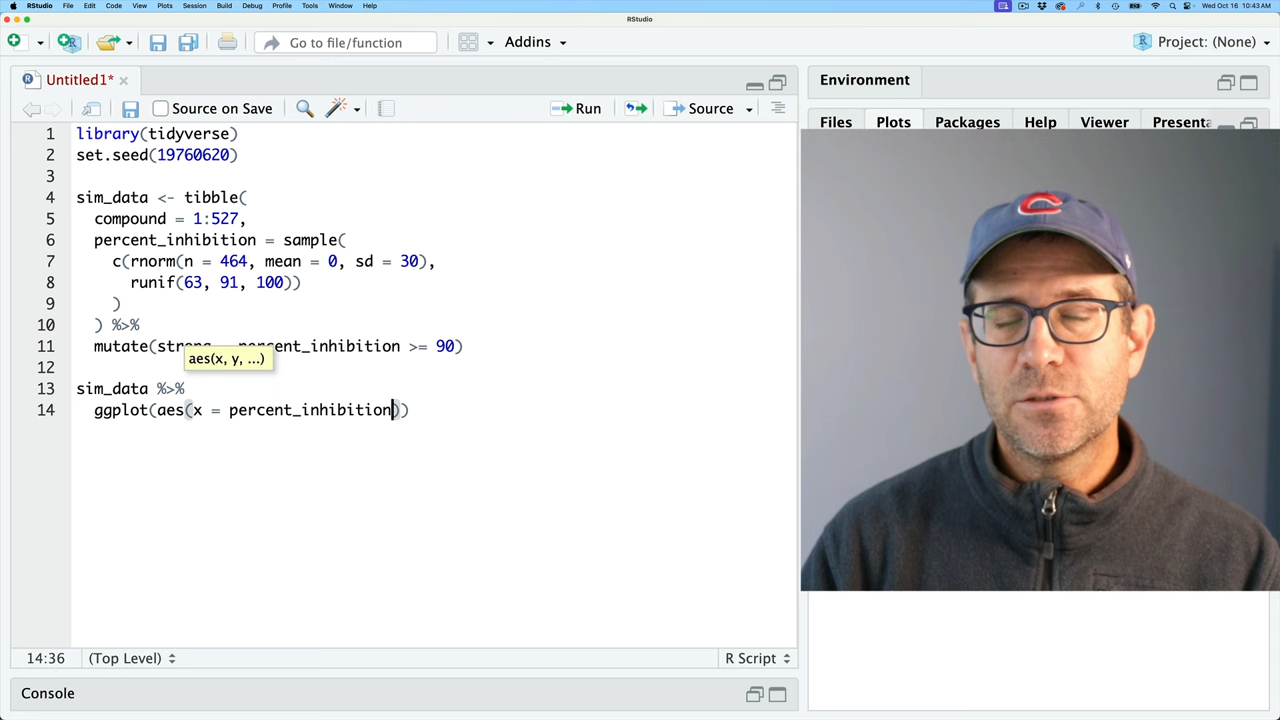 RStudio File Edit Code View Plots Session Build Debug Profile Tools Window Help Wed Oct 16 10:43 AM
RStudio
Go to file/function Addins Project: (None)
Untitled1*
Source on Save Run Source
1 library(tidyverse)
2 set.seed(19760620)
3
4 sim_data <- tibble(
5 compound = 1:527,
6 percent_inhibition = sample(
7 c(rnorm(n = 464, mean = 0, sd = 30),
8 runif(63, 91, 100))
9 )
10 ) %>%
11 mutate( percent_inhibition >= 90)
aes(x, y, ...)
12
13 sim_data %>%
14 ggplot(aes(x = percent_inhibition))
14:36 (Top Level) R Script
Console
Environment
Files Plots Packages Help Viewer Presenta
C